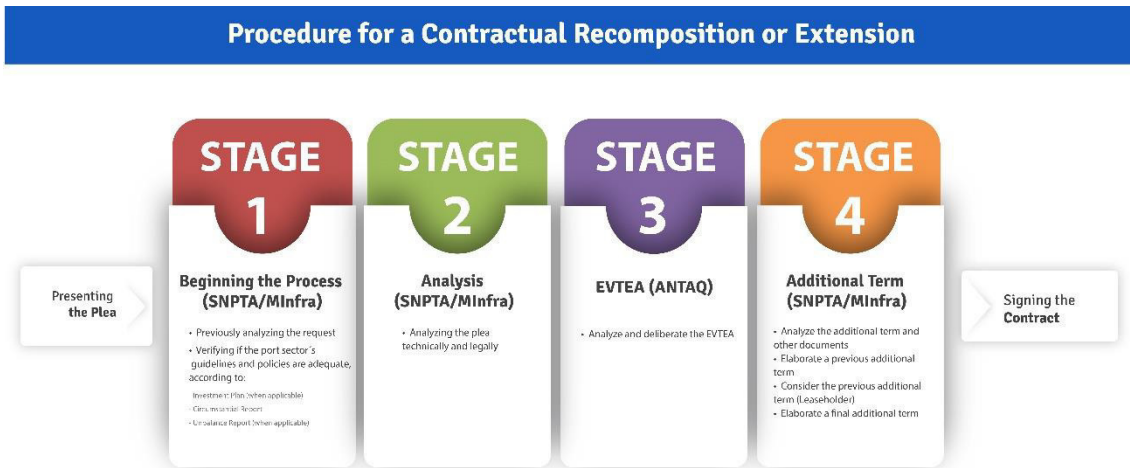 Procedure for a Contractual Recomposition or Extension
Presenting
the Plea
STAGE
1
Beginning the Process
(SNPTA/MInfra)
• Previously analyzing the request
• Verifying if the port sector´s
guidelines and policies are adequate,
according to:
- Investment Plan (when applicable)
- Circumstantial Report
- Unbalance Report (when applicable)
STAGE
2
Analysis
(SNPTA/MInfra)
• Analyzing the plea
technically and legally
STAGE
3
EVTEA (ANTAQ)
• Analyze and deliberate the EVTEA
STAGE
4
Additional Term
(SNPTA/MInfra)
• Analyze the additional term and
other documents
• Elaborate a previous additional
term
• Consider the previous additional
term (Leaseholder)
• Elaborate a final additional term
Signing the
Contract